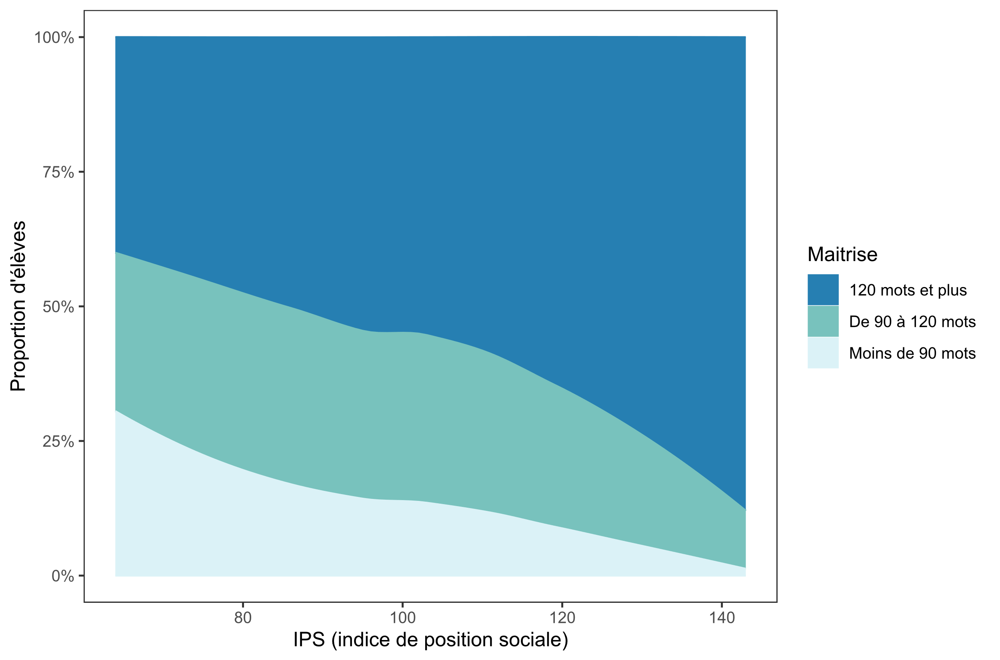 100%
75%
50%
25%
0%
Proportion d'élèves
80
100
120
140
IPS (indice de position sociale)
Maitrise
120 mots et plus
De 90 à 120 mots
Moins de 90 mots